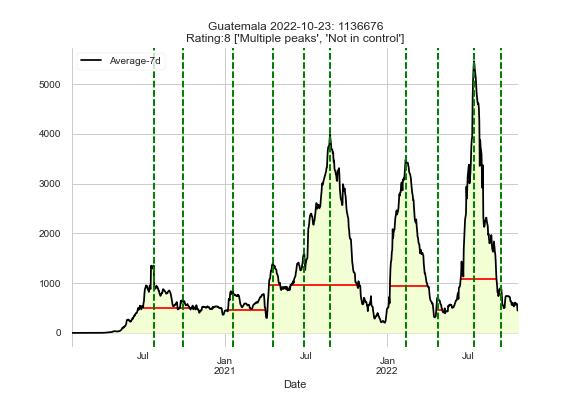 Guatemala 2022-10-23: 1136676
Rating:8 ['Multiple peaks', 'Not in control']
Average-7d
5000
4000
3000
2000
1000
0
Jul
Jan
2021
Jul
Jan
2022
Jul
Date